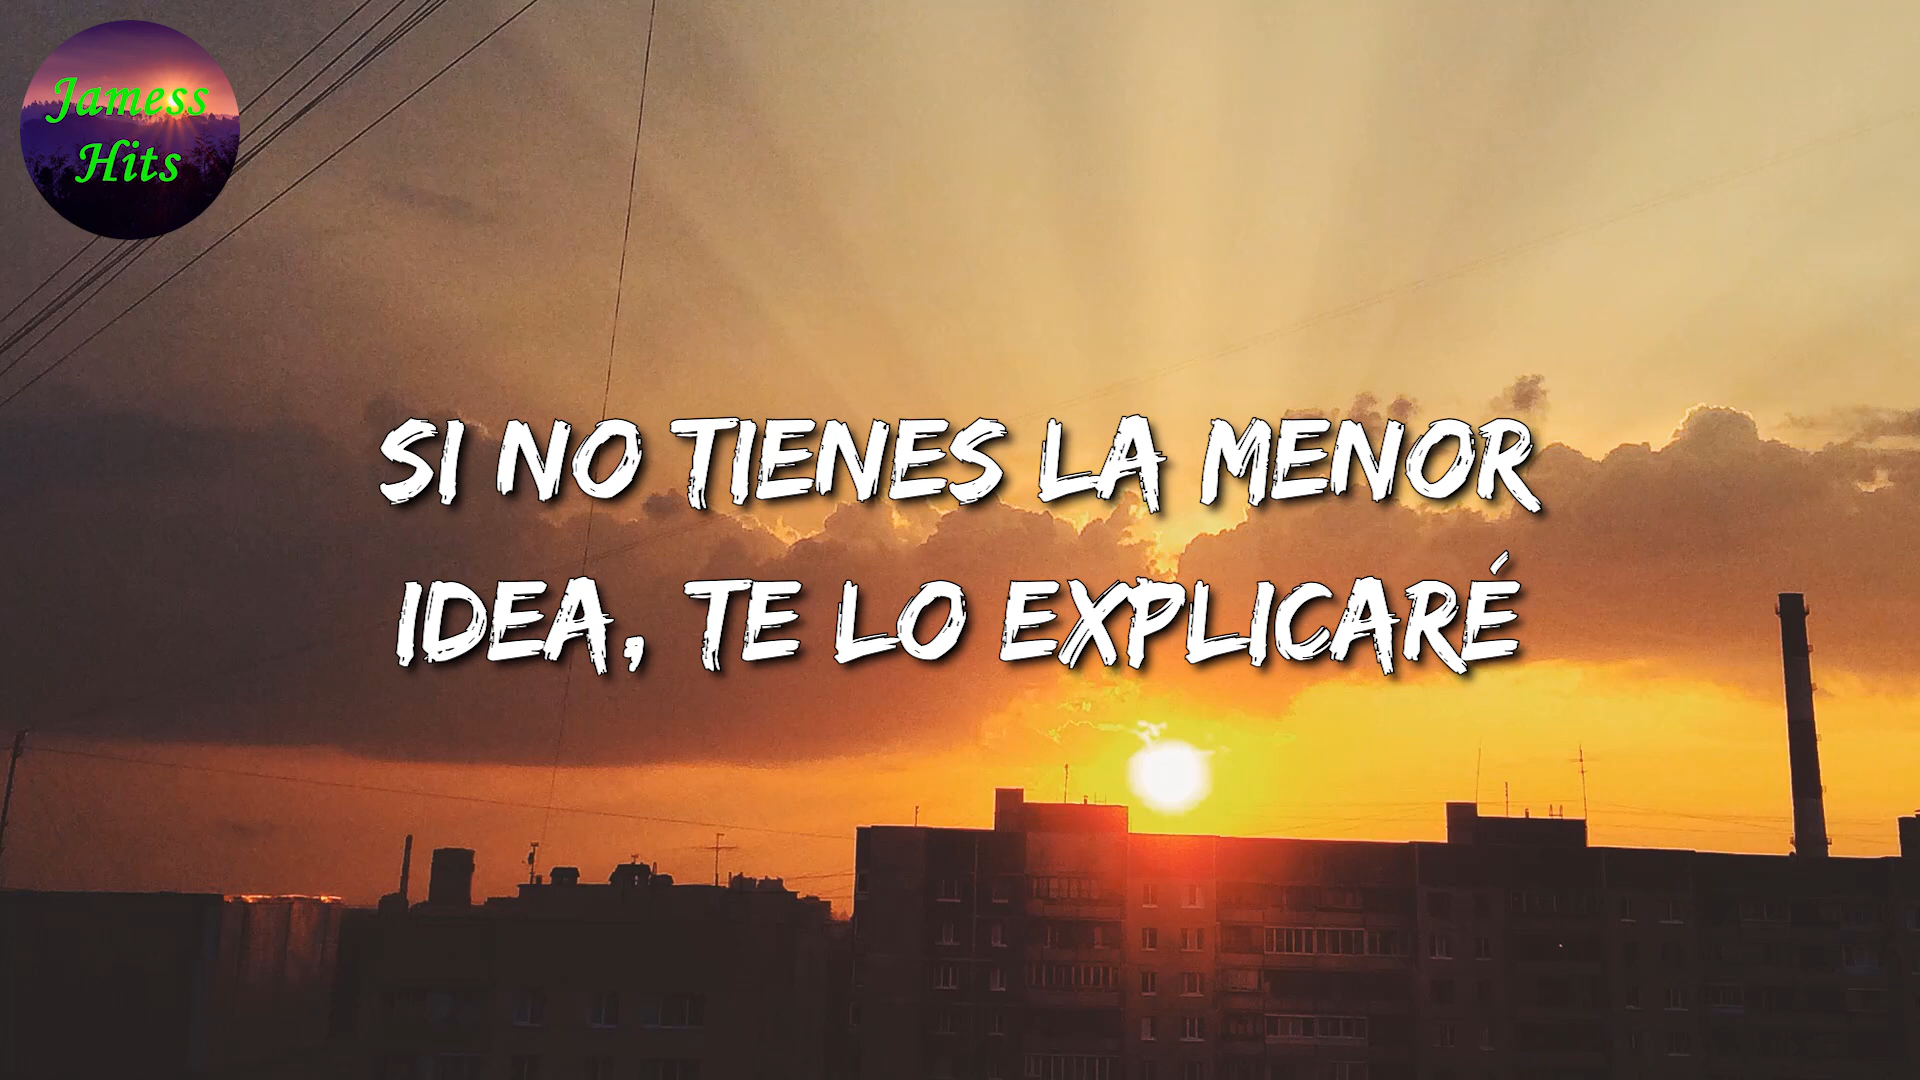 Jamess
Hits
SI NO TIENES LA MENOR
IDEA, TE LO EXPLICARÉ